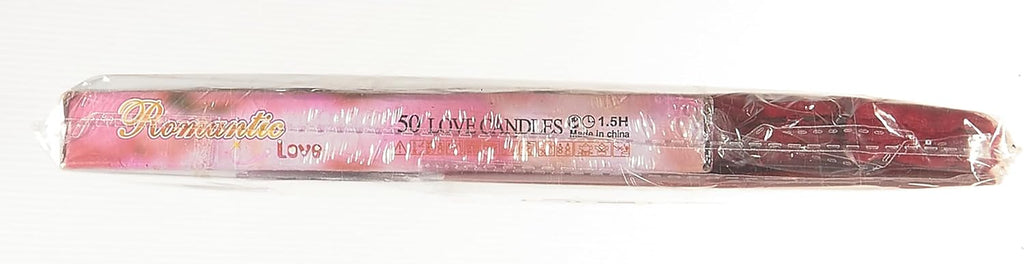 Romantic
Love
50 LOVE CANDLES 1.5H
Made in china